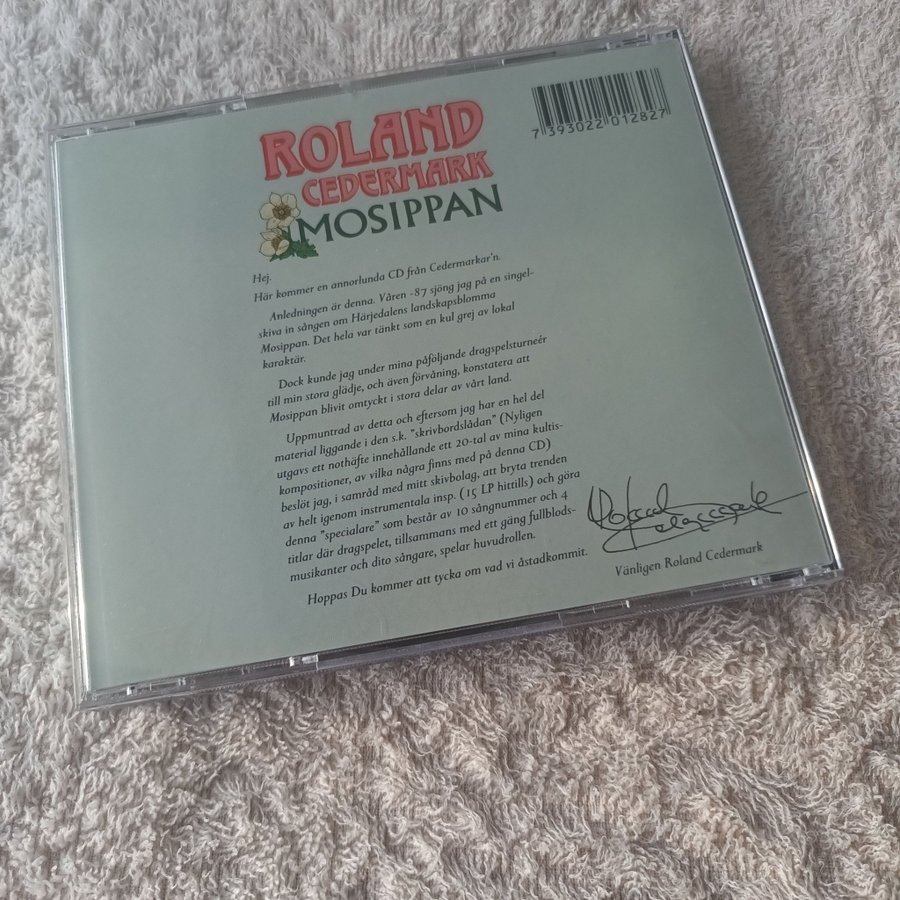 ROLAND
CEDERMARK
MOSIPPAN
7 393022 012827
Hej.
Här kommer en annorlunda CD från Cedermarkar'n.
Anledningen är denna. Våren -87 sjöng jag på en singel-
skiva in sången om Härjedalens landskapsblomma
Mosippan. Det hela var tänkt som en kul grej av lokal
karaktär.
Dock kunde jag under mina påföljande dragspelsturneér
till min stora glädje, och även förvåning, konstatera att
Mosippan blivit omtyckt i stora delar av vårt land.
Uppmuntrad av detta och eftersom jag har en hel del
material liggande i den s.k. "skrivbordslådan" (Nyligen
utgavs ett nothäfte innehållande ett 20-tal av mina kultis-
kompositioner, av vilka några finns med på denna CD)
beslöt jag, i samråd med mitt skivbolag, att bryta trenden
av helt igenom instrumentala insp. (15 LP hittills) och göra
denna "specialare" som består av 10 sångnummer och 4
titlar där dragspelet, tillsammans med ett gäng fullblods-
musikanter och dito sångare, spelar huvudrollen.
Hoppas Du kommer att tycka om vad vi åstadkommit.
Roland Cedermark
Vänligen Roland Cedermark